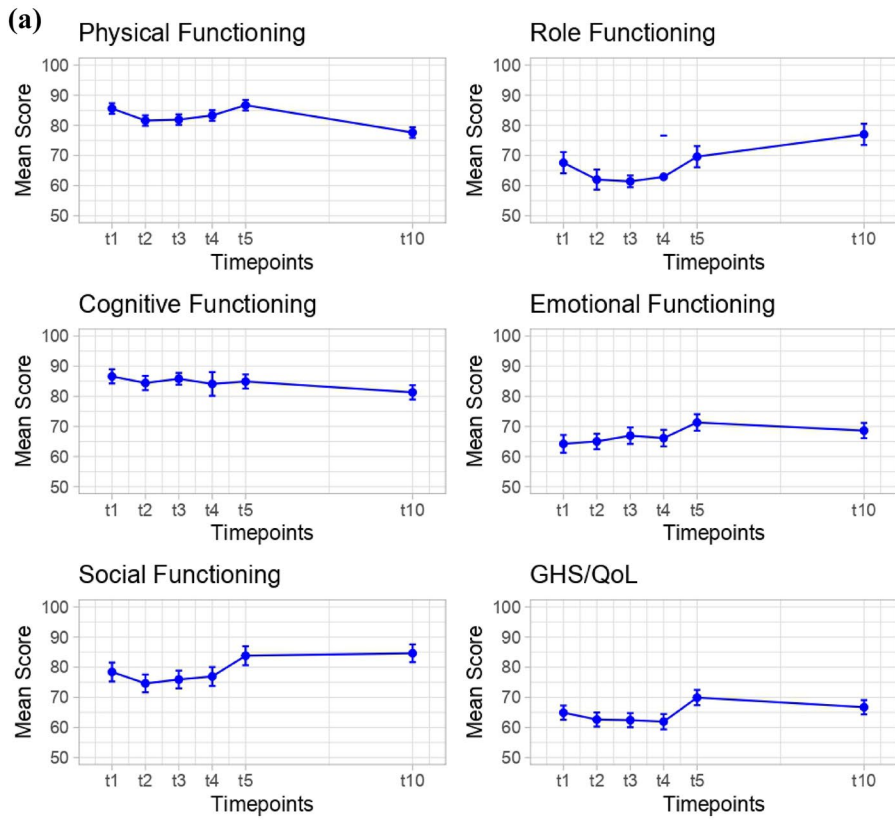 (a)
Physical Functioning
Mean Score
100
90
80
70
60
50
t1 t2 t3 t4 t5 t10
Timepoints
Role Functioning
Mean Score
100
90
80
70
60
50
t1 t2 t3 t4 t5 t10
Timepoints
Cognitive Functioning
Mean Score
100
90
80
70
60
50
t1 t2 t3 t4 t5 t10
Timepoints
Emotional Functioning
Mean Score
100
90
80
70
60
50
t1 t2 t3 t4 t5 t10
Timepoints
Social Functioning
Mean Score
100
90
80
70
60
50
t1 t2 t3 t4 t5 t10
Timepoints
GHS/QoL
Mean Score
100
90
80
70
60
50
t1 t2 t3 t4 t5 t10
Timepoints